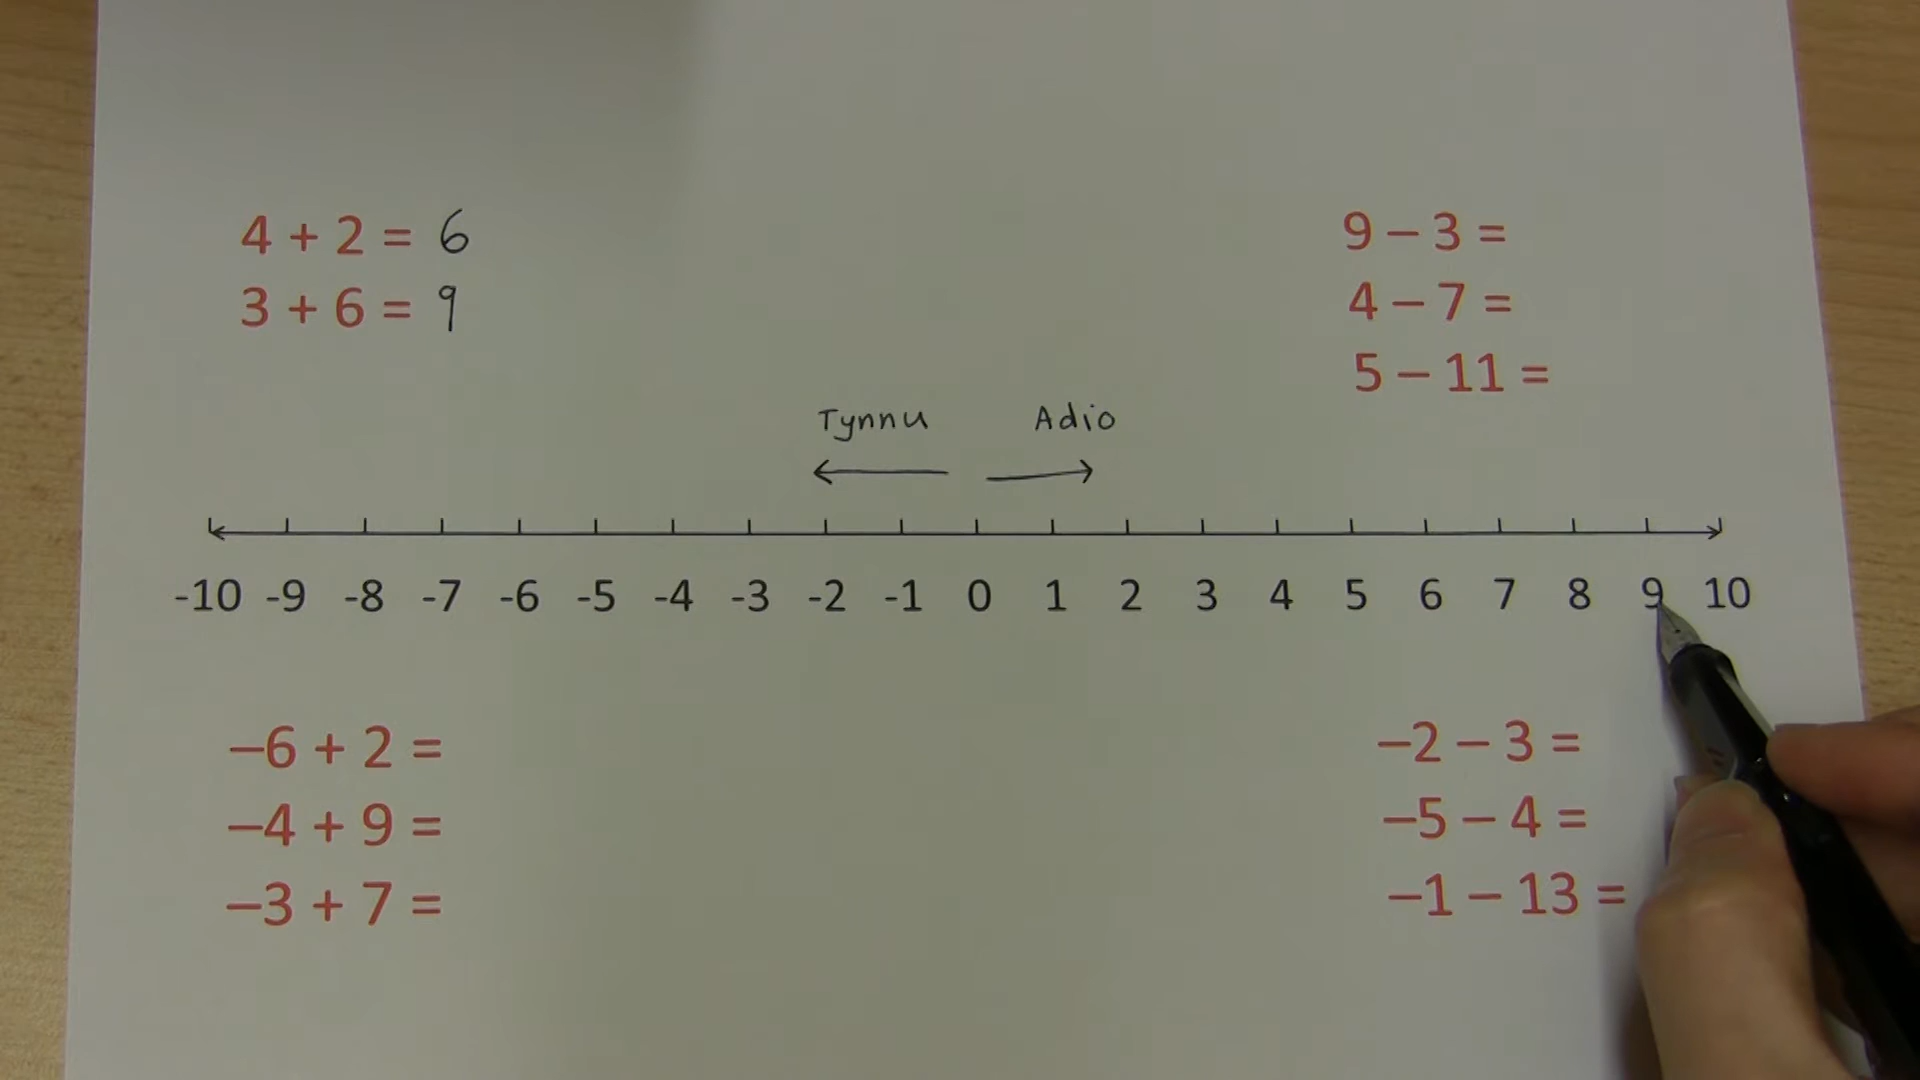 4 + 2 = 6
3 + 6 = 9
9 – 3 =
4 – 7 =
5 – 11 =
Tynnu Adio
-10 -9 -8 -7 -6 -5 -4 -3 -2 -1 0 1 2 3 4 5 6 7 8 9 10
–6 + 2 =
–4 + 9 =
–3 + 7 =
–2 – 3 =
–5 – 4 =
–1 – 13 =